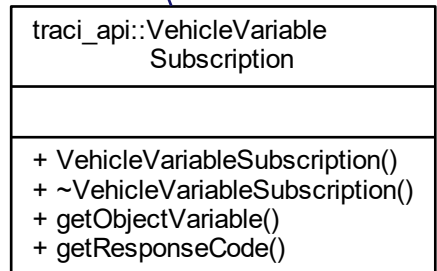 traci_api::VehicleVariable
Subscription
+ VehicleVariableSubscription()
+ ~VehicleVariableSubscription()
+ getObjectVariable()
+ getResponseCode()